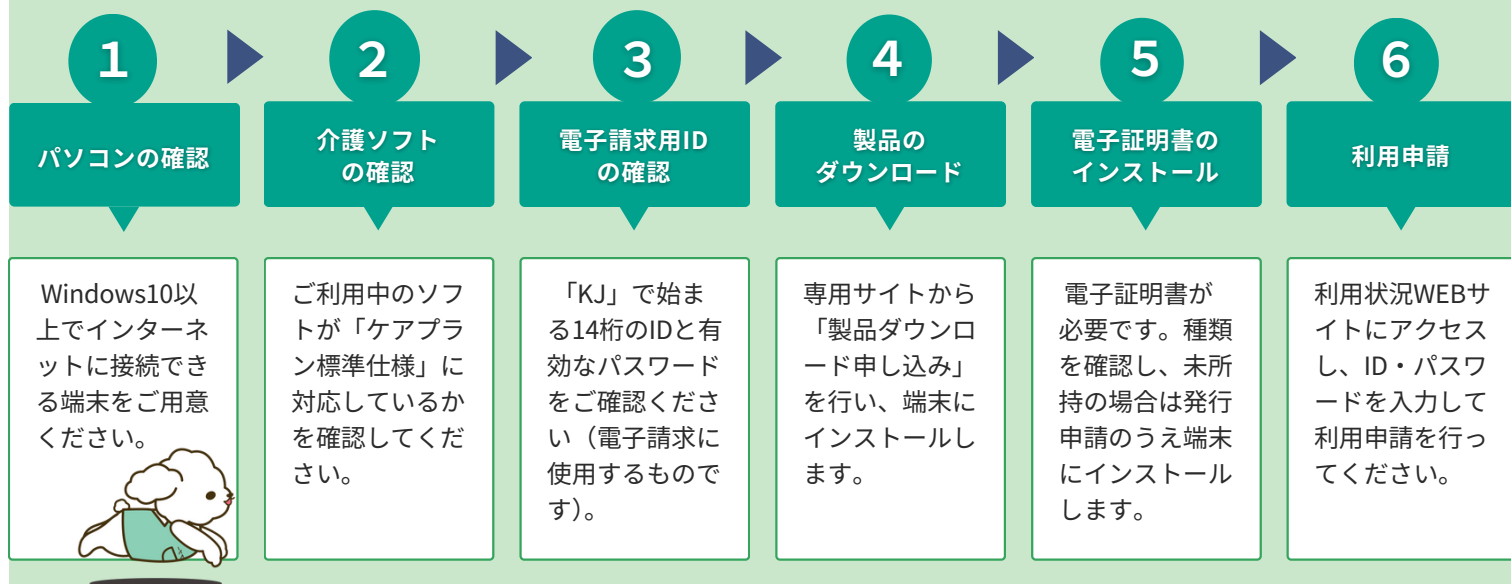 1
パソコンの確認
Windows10以
上でインターネ
ットに接続でき
る端末をご用意
ください。
2
介護ソフト
の確認
ご利用中のソフ
トが「ケアプラ
ン標準仕様」に
対応しているか
を確認してくだ
さい。
3
電子請求用ID
の確認
「KJ」で始ま
る14桁のIDと有
効なパスワード
をご確認くださ
い（電子請求に
使用するもので
す）。
4
製品の
ダウンロード
専用サイトから
「製品ダウンロ
ード申し込み」
を行い、端末に
インストールし
ます。
5
電子証明書の
インストール
電子証明書が
必要です。種類
を確認し、未所
持の場合は発行
申請のうえ端末
にインストール
します。
6
利用申請
利用状況WEBサ
イトにアクセス
し、ID・パスワ
ードを入力して
利用申請を行っ
てください。